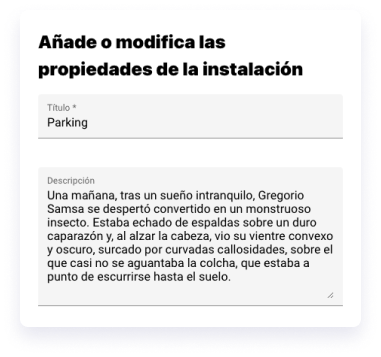 Añade o modifica las
propiedades de la instalación
Título *
Parking
Descripción
Una mañana, tras un sueño intranquilo, Gregorio
Samsa se despertó convertido en un monstruoso
insecto. Estaba echado de espaldas sobre un duro
caparazón y, al alzar la cabeza, vio su vientre convexo
y oscuro, surcado por curvadas callosidades, sobre el
que casi no se aguantaba la colcha, que estaba a
punto de escurrirse hasta el suelo.